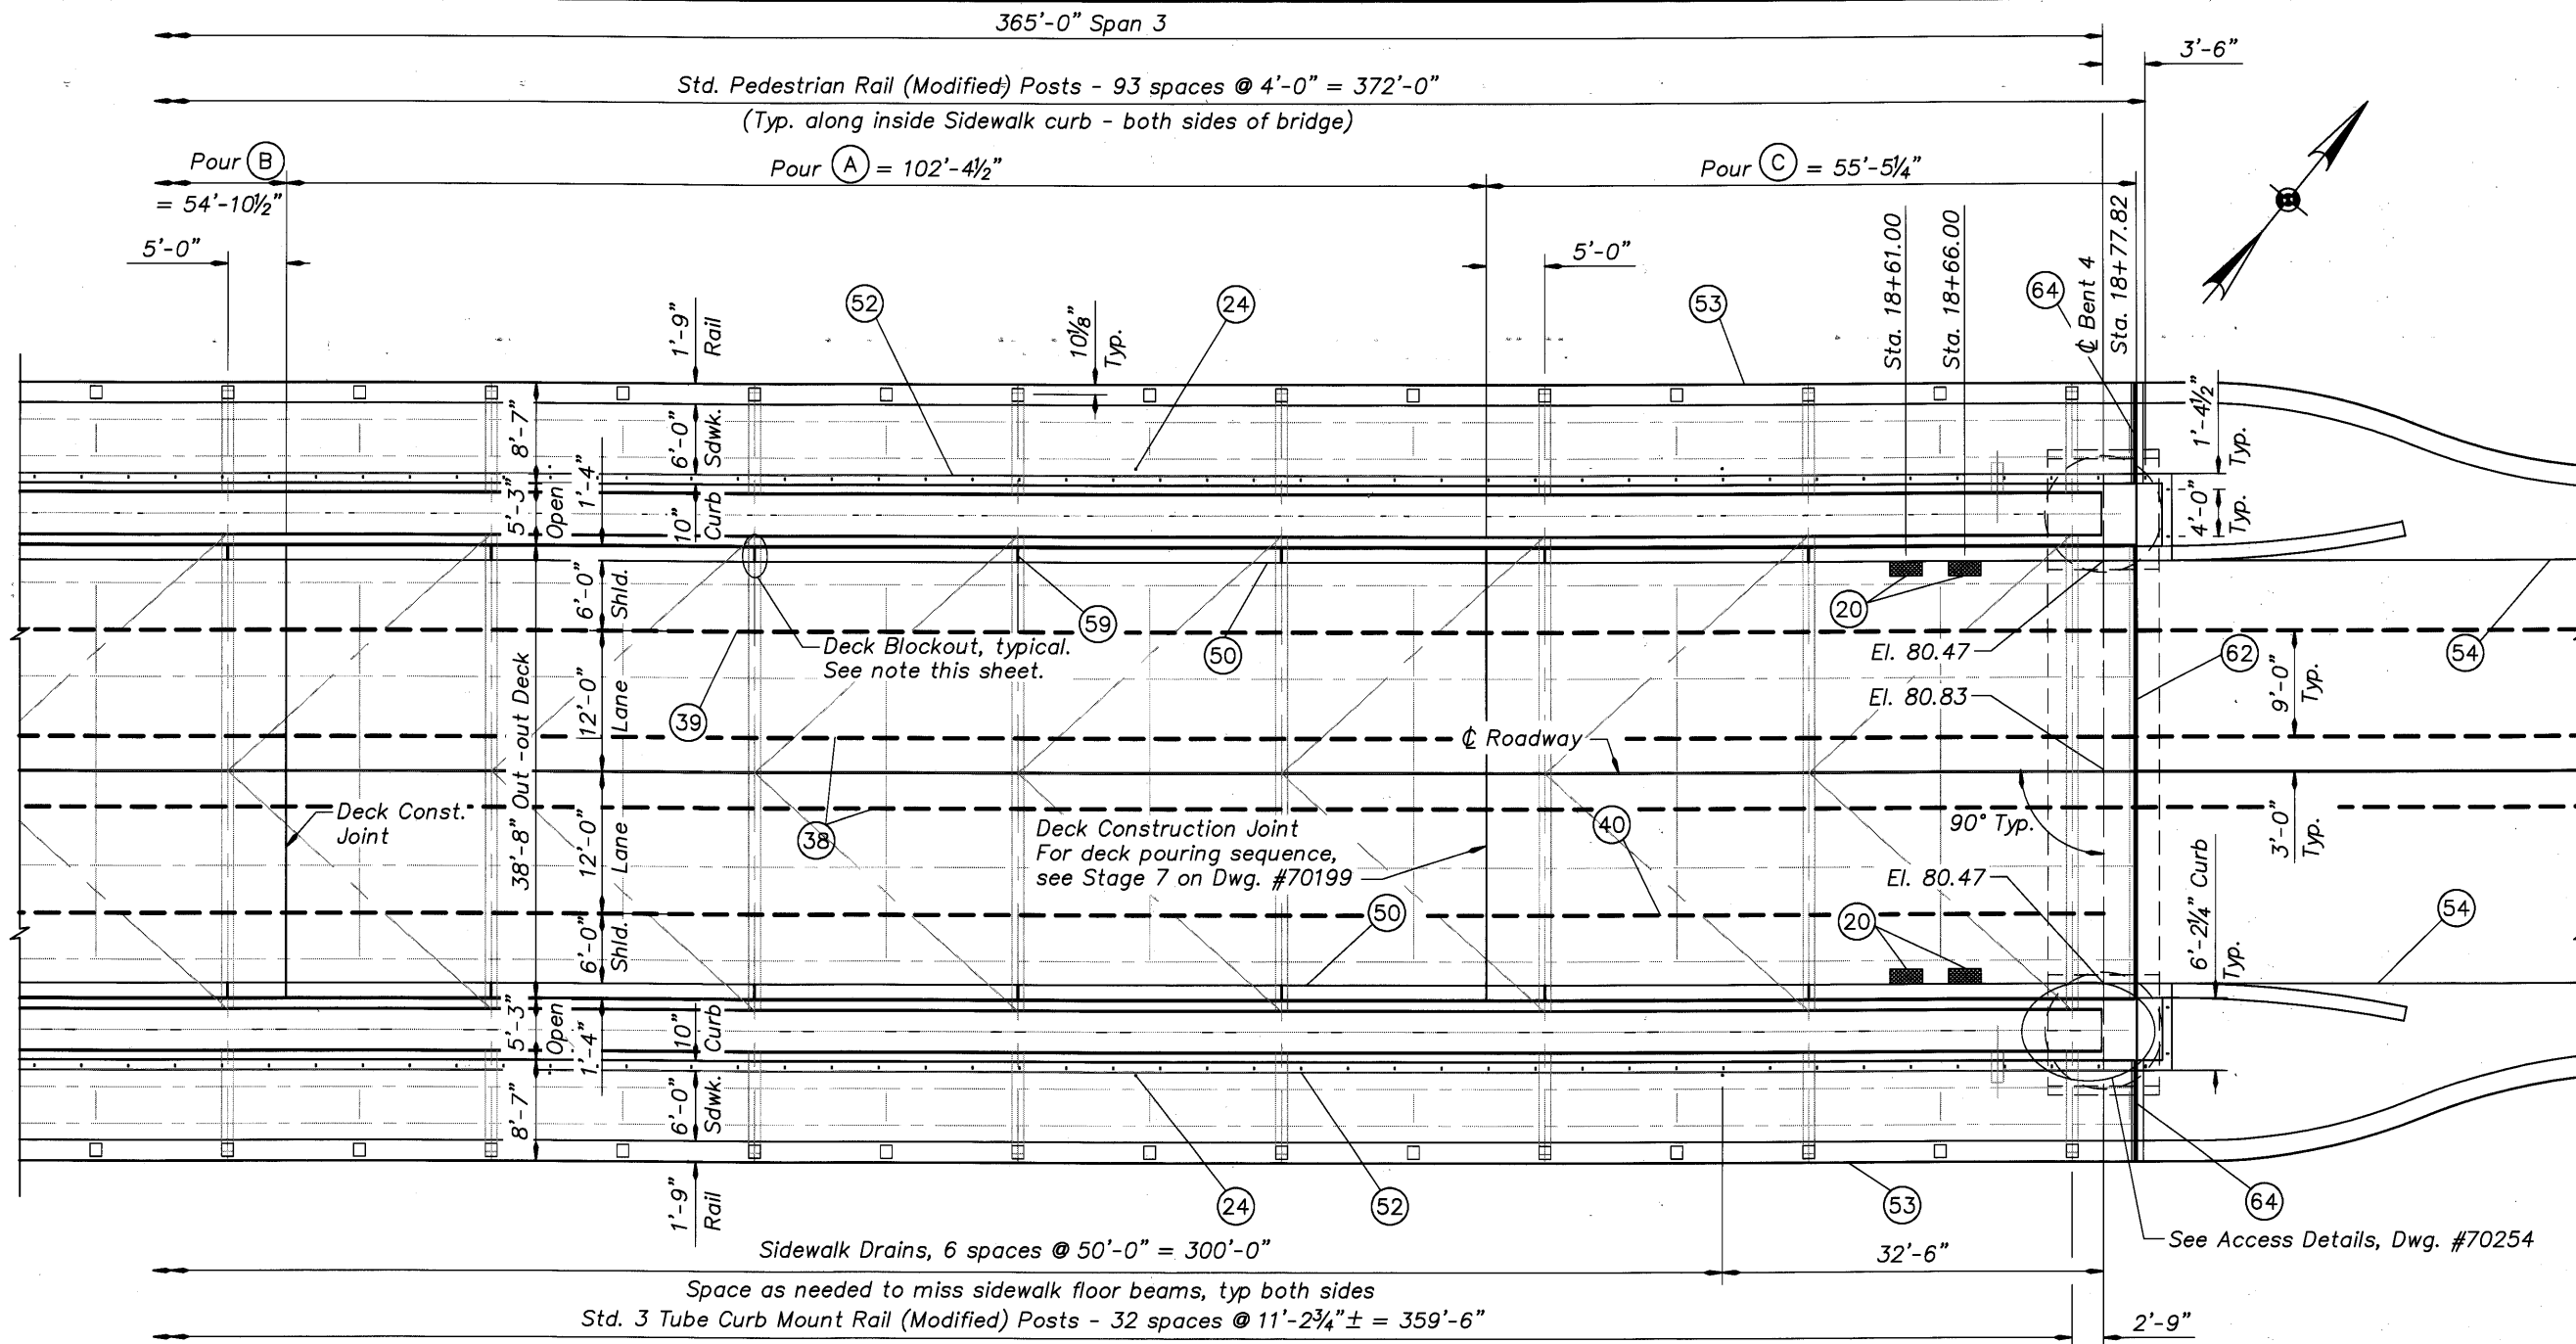 365'-0" Span 3
3'-6"
Std. Pedestrian Rail (Modified) Posts - 93 spaces @ 4'-0" = 372'-0"
(Typ. along inside Sidewalk curb - both sides of bridge)
Pour B
= 54'-10½"
Pour A = 102'-4½"
Pour C = 55'-5¼"
5'-0"
5'-0"
Sta. 18+61.00
Sta. 18+66.00
℄ Bent 4
Sta. 18+77.82
52
24
53
64
1'-9"
Rail
10⅛"
Typ.
8'-7"
6'-0"
Sdwk.
1'-4½"
Typ.
5'-3"
Open
1'-4"
10"
Curb
4'-0"
Typ.
6'-0"
Shld.
59
50
20
Deck Blockout, typical.
See note this sheet.
El. 80.47
62
54
39
El. 80.83
9'-0"
Typ.
12'-0"
Lane
38'-8" Out -out Deck
℄ Roadway
Deck Const.
Joint
38
12'-0"
Lane
Deck Construction Joint
For deck pouring sequence,
see Stage 7 on Dwg. #70199
40
90° Typ.
3'-0"
Typ.
El. 80.47
50
20
54
6'-2¼" Curb
Typ.
6'-0"
Shld.
5'-3"
Open
1'-4"
10"
Curb
8'-7"
6'-0"
Sdwk.
1'-9"
Rail
24
52
53
64
See Access Details, Dwg. #70254
Sidewalk Drains, 6 spaces @ 50'-0" = 300'-0"
32'-6"
Space as needed to miss sidewalk floor beams, typ both sides
Std. 3 Tube Curb Mount Rail (Modified) Posts - 32 spaces @ 11'-2¾"± = 359'-6"
2'-9"